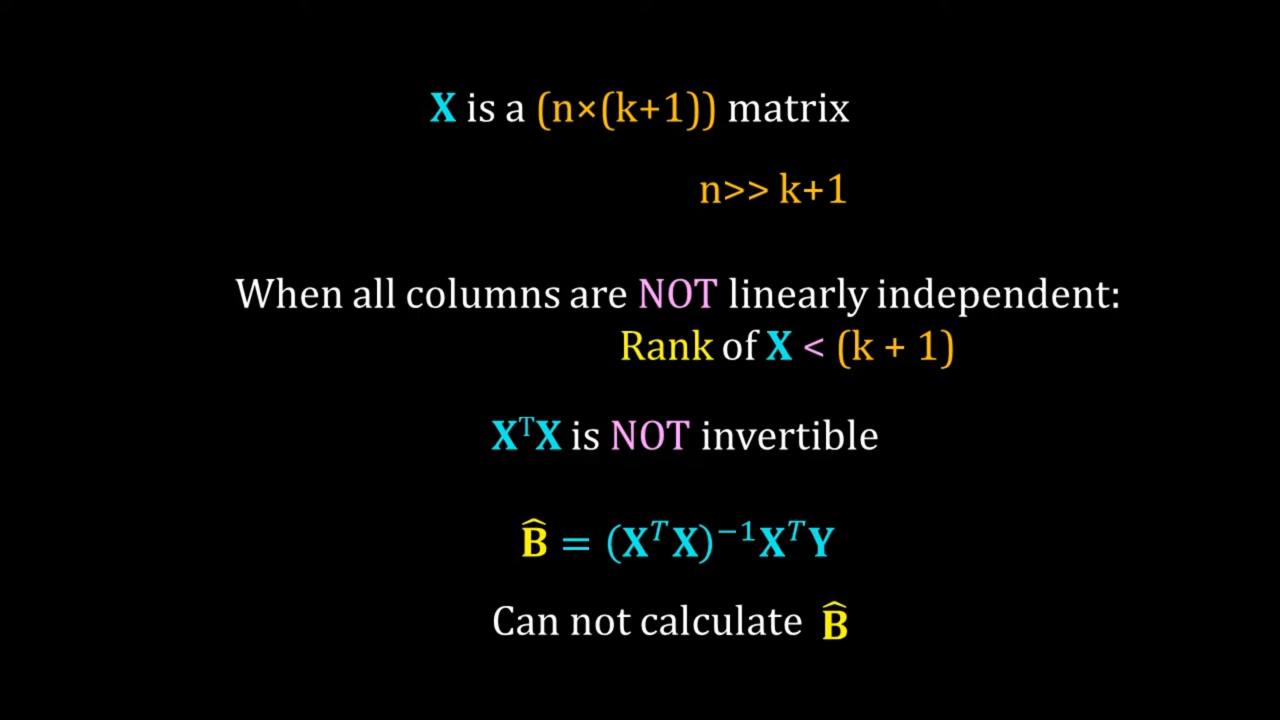 X is a (n×(k+1)) matrix
n>> k+1
When all columns are NOT linearly independent:
Rank of X < (k + 1)
XᵀX is NOT invertible
B̂ = (XᵀX)⁻¹XᵀY
Can not calculate B̂